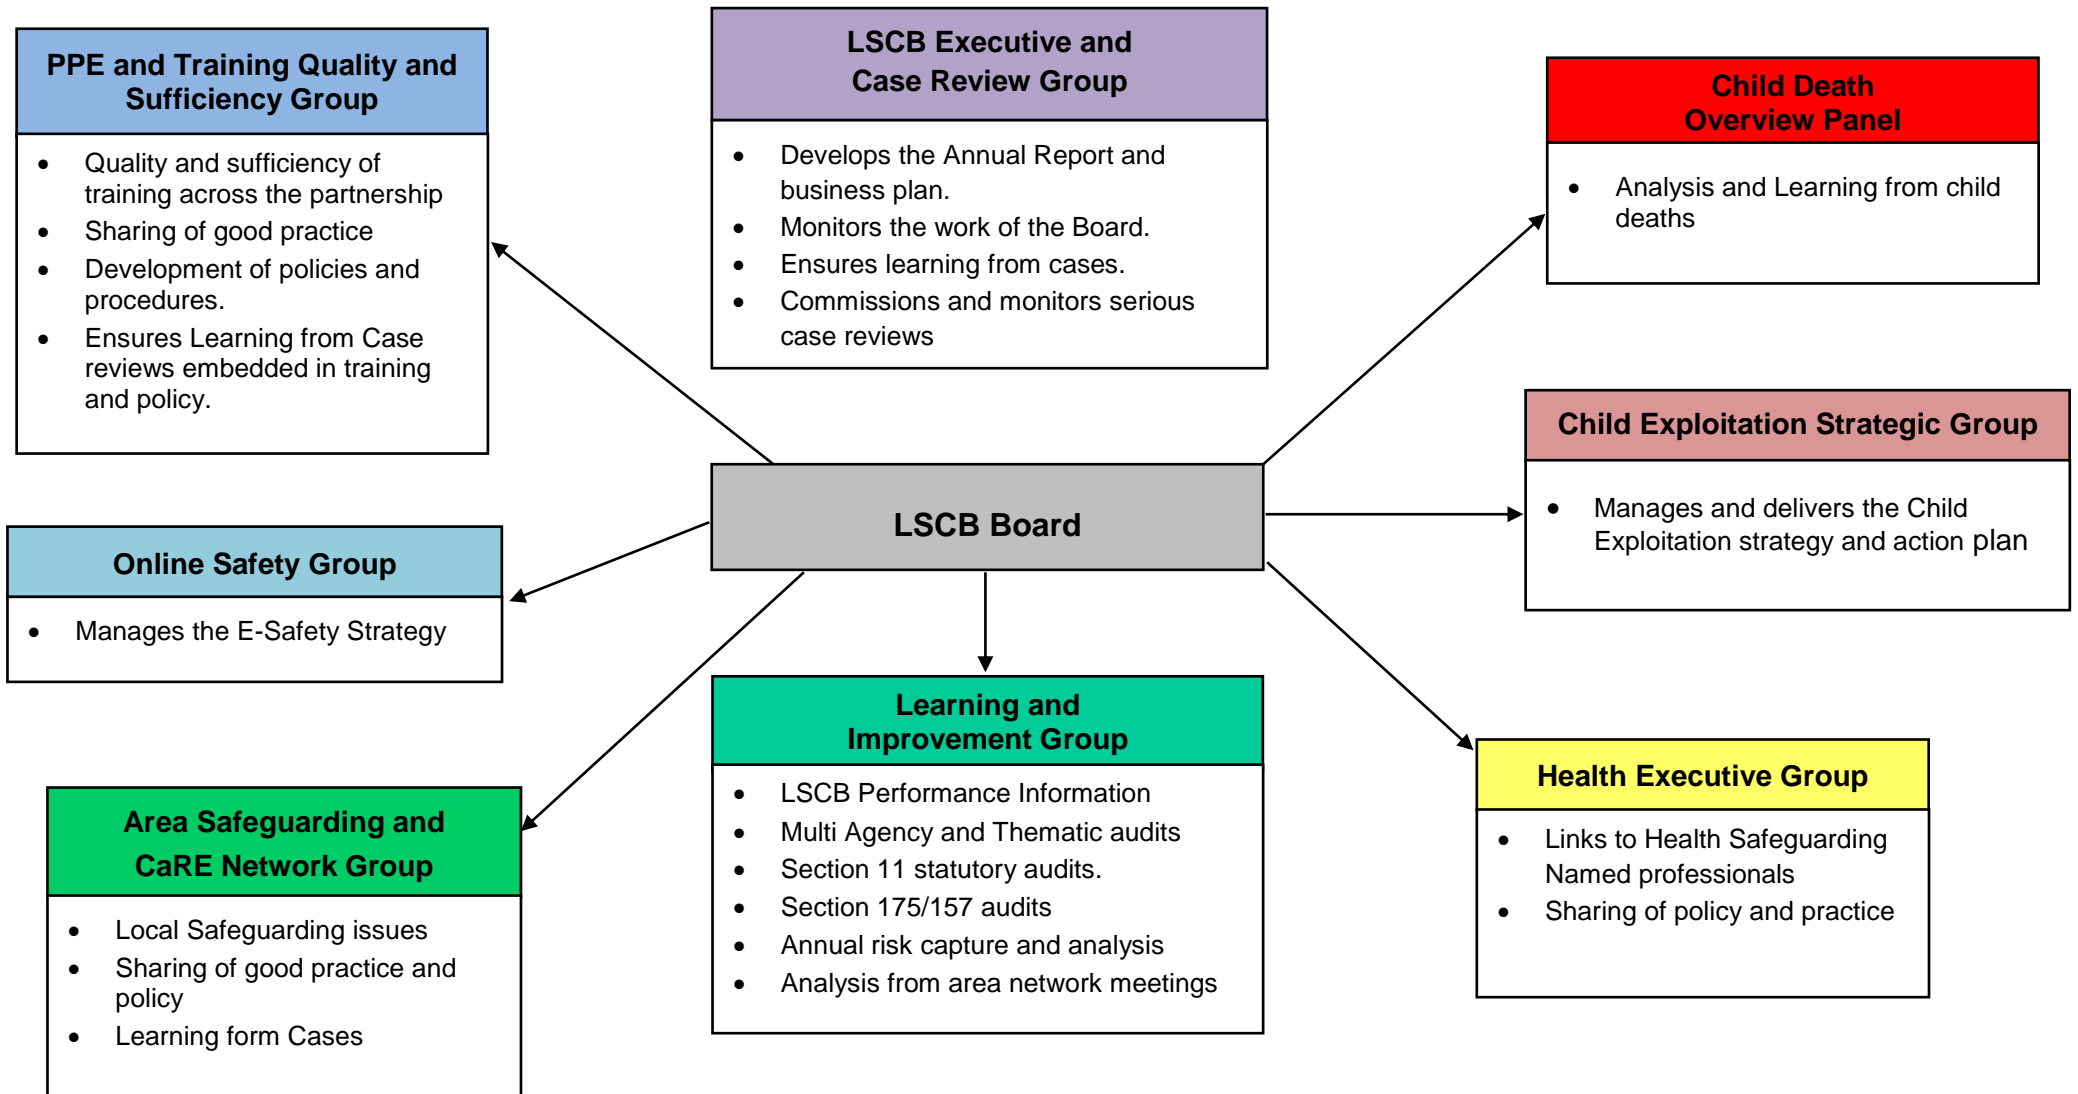 PPE and Training Quality and
Sufficiency Group
• Quality and sufficiency of
training across the partnership
• Sharing of good practice
• Development of policies and
procedures.
• Ensures Learning from Case
reviews embedded in training
and policy.
LSCB Executive and
Case Review Group
• Develops the Annual Report and
business plan.
• Monitors the work of the Board.
• Ensures learning from cases.
• Commissions and monitors serious
case reviews
Child Death
Overview Panel
• Analysis and Learning from child
deaths
Child Exploitation Strategic Group
• Manages and delivers the Child
Exploitation strategy and action plan
LSCB Board
Online Safety Group
• Manages the E-Safety Strategy
Area Safeguarding and
CaRE Network Group
• Local Safeguarding issues
• Sharing of good practice and
policy
• Learning form Cases
Learning and
Improvement Group
• LSCB Performance Information
• Multi Agency and Thematic audits
• Section 11 statutory audits.
• Section 175/157 audits
• Annual risk capture and analysis
• Analysis from area network meetings
Health Executive Group
• Links to Health Safeguarding
Named professionals
• Sharing of policy and practice